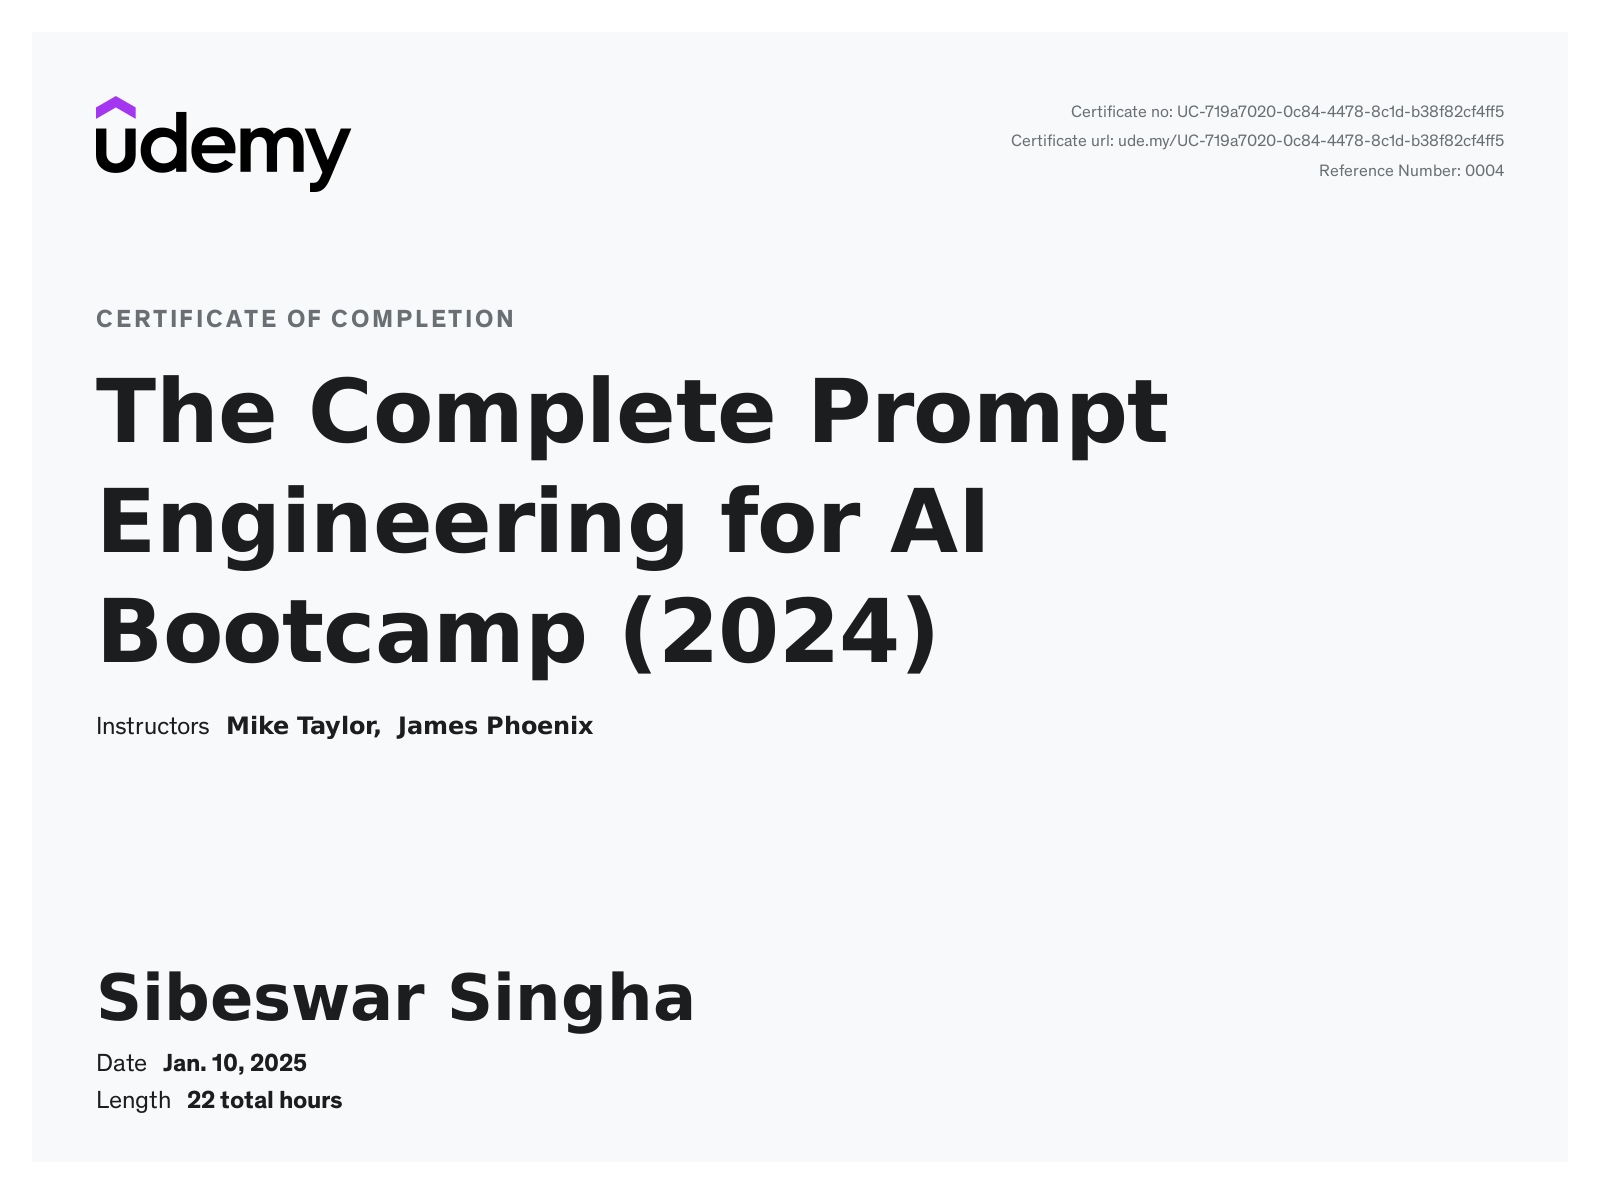 udemy
Certificate no: UC-719a7020-0c84-4478-8c1d-b38f82cf4ff5
Certificate url: ude.my/UC-719a7020-0c84-4478-8c1d-b38f82cf4ff5
Reference Number: 0004
CERTIFICATE OF COMPLETION
The Complete Prompt
Engineering for AI
Bootcamp (2024)
Instructors Mike Taylor, James Phoenix
Sibeswar Singha
Date Jan. 10, 2025
Length 22 total hours